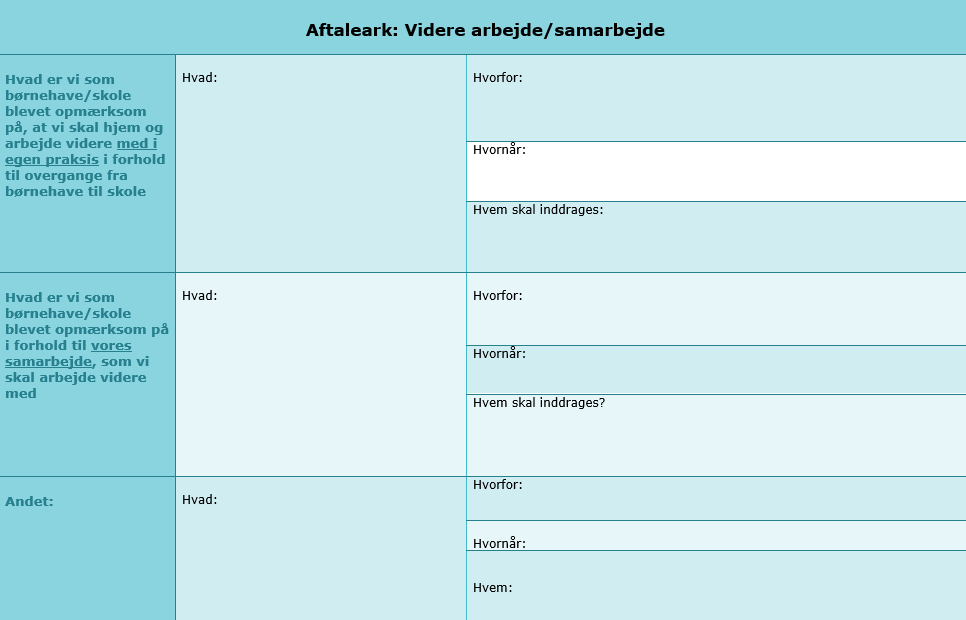 Aftaleark: Videre arbejde/samarbejde
Hvad er vi som
børnehave/skole
blevet opmærksom
på, at vi skal hjem og
arbejde videre med i
egen praksis i forhold
til overgange fra
børnehave til skole
Hvad:
Hvorfor:
Hvornår:
Hvem skal inddrages:
Hvad er vi som
børnehave/skole
blevet opmærksom på
i forhold til vores
samarbejde, som vi
skal arbejde videre
med
Hvad:
Hvorfor:
Hvornår:
Hvem skal inddrages?
Andet:
Hvad:
Hvorfor:
Hvornår:
Hvem: